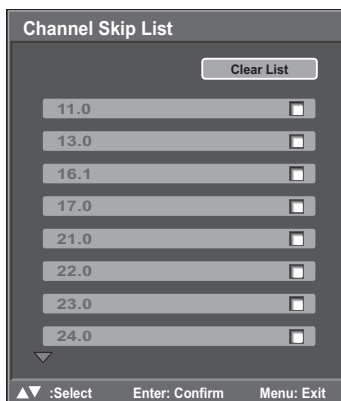 Channel Skip List
Clear List
11.0
13.0
16.1
17.0
21.0
22.0
23.0
24.0
▲▼ :Select Enter: Confirm Menu: Exit